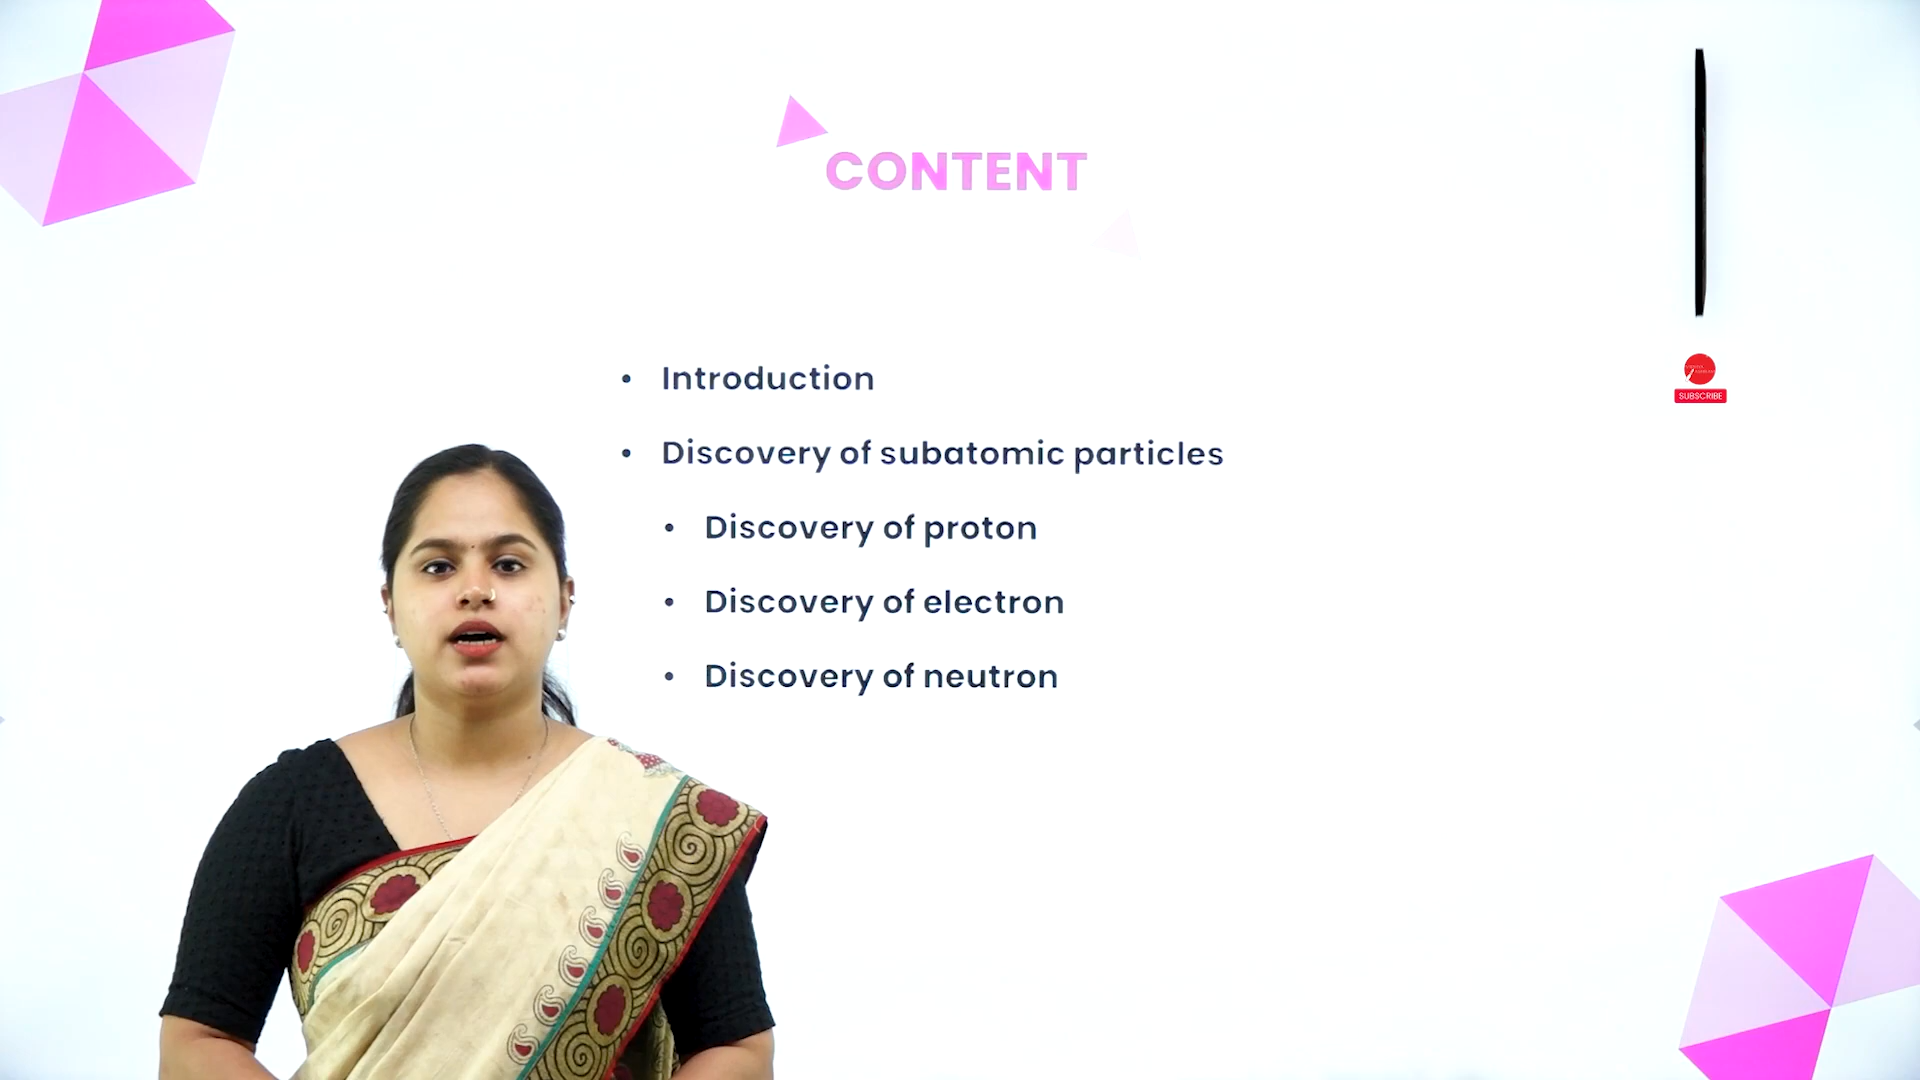 CONTENT
• Introduction
• Discovery of subatomic particles
• Discovery of proton
• Discovery of electron
• Discovery of neutron
SUBSCRIBE